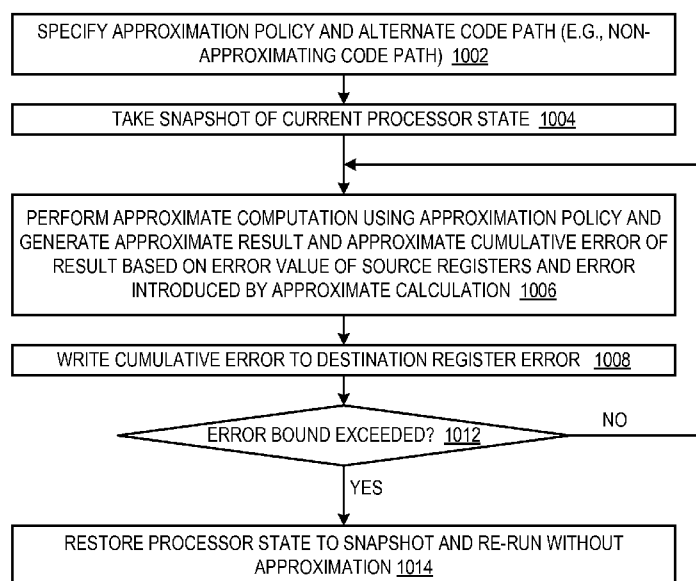 SPECIFY APPROXIMATION POLICY AND ALTERNATE CODE PATH (E.G., NON-
APPROXIMATING CODE PATH) 1002
TAKE SNAPSHOT OF CURRENT PROCESSOR STATE 1004
PERFORM APPROXIMATE COMPUTATION USING APPROXIMATION POLICY AND
GENERATE APPROXIMATE RESULT AND APPROXIMATE CUMULATIVE ERROR OF
RESULT BASED ON ERROR VALUE OF SOURCE REGISTERS AND ERROR
INTRODUCED BY APPROXIMATE CALCULATION 1006
WRITE CUMULATIVE ERROR TO DESTINATION REGISTER ERROR 1008
ERROR BOUND EXCEEDED? 1012
NO
YES
RESTORE PROCESSOR STATE TO SNAPSHOT AND RE-RUN WITHOUT
APPROXIMATION 1014